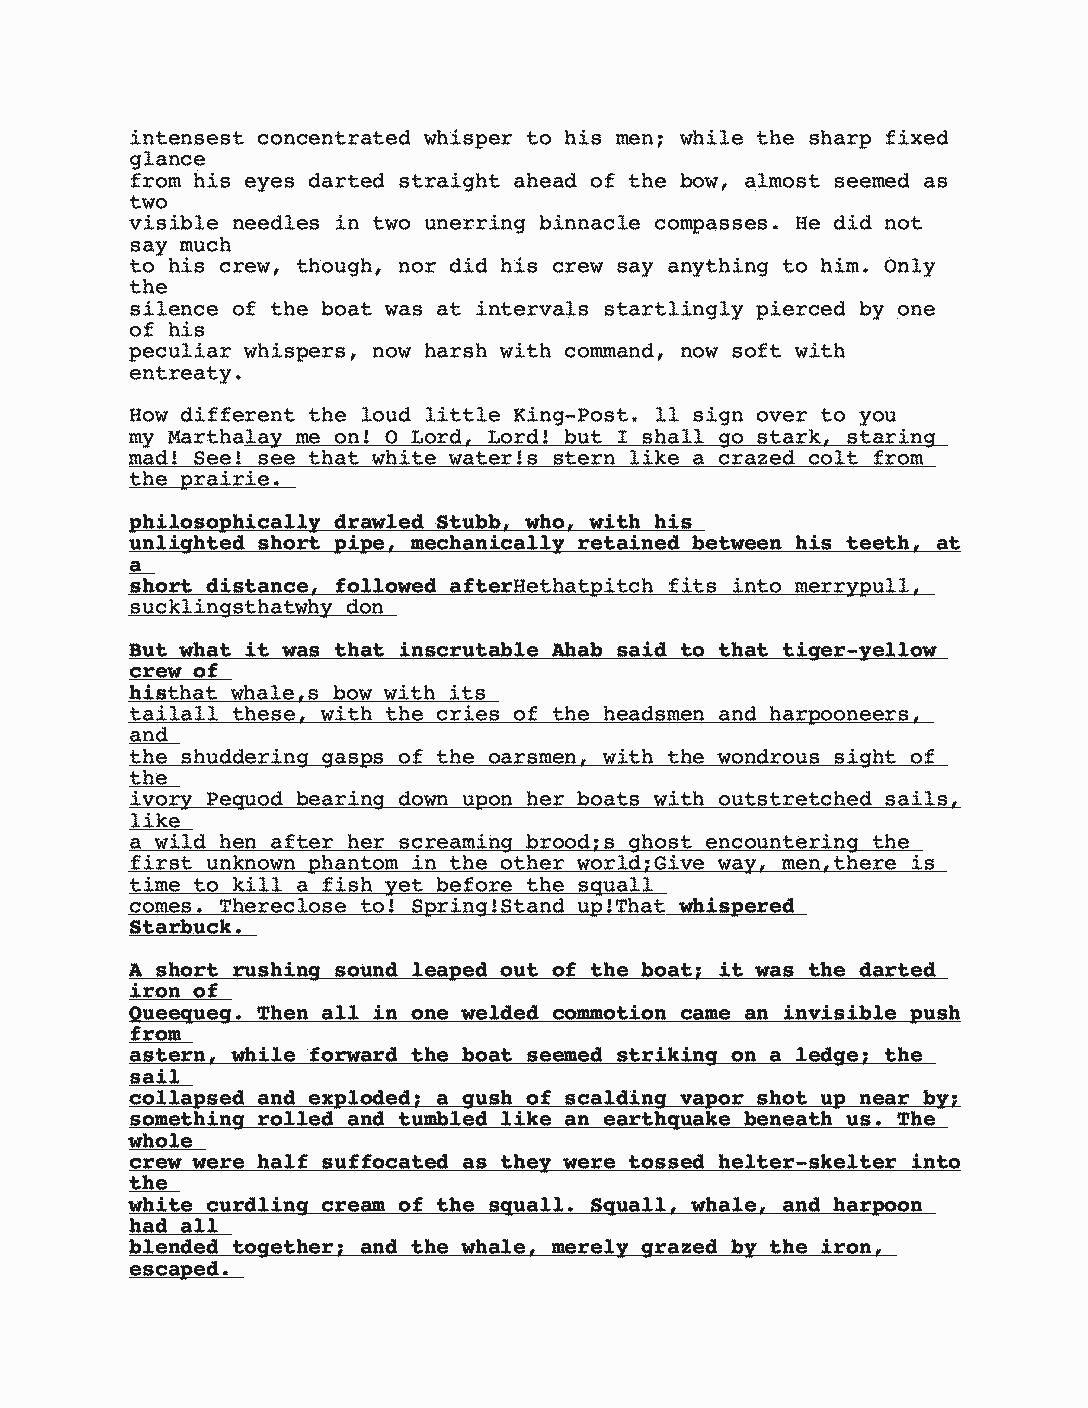 intensest concentrated whisper to his men; while the sharp fixed
glance
from his eyes darted straight ahead of the bow, almost seemed as
two
visible needles in two unerring binnacle compasses. He did not
say much
to his crew, though, nor did his crew say anything to him. Only
the
silence of the boat was at intervals startlingly pierced by one
of his
peculiar whispers, now harsh with command, now soft with
entreaty.
How different the loud little King-Post. ll sign over to you
my Marthalay me on! O Lord, Lord! but I shall go stark, staring
mad! See! see that white water!s stern like a crazed colt from
the prairie.
philosophically drawled Stubb, who, with his
unlighted short pipe, mechanically retained between his teeth, at
a
short distance, followed afterHethatpitch fits into merrypull,
sucklingsthatwhy don
But what it was that inscrutable Ahab said to that tiger-yellow
crew of
histhat whale,s bow with its
tailall these, with the cries of the headsmen and harpooneers,
and
the shuddering gasps of the oarsmen, with the wondrous sight of
the
ivory Pequod bearing down upon her boats with outstretched sails,
like
a wild hen after her screaming brood;s ghost encountering the
first unknown phantom in the other world;Give way, men,there is
time to kill a fish yet before the squall
comes. Thereclose to! Spring!Stand up!That whispered
Starbuck.
A short rushing sound leaped out of the boat; it was the darted
iron of
Queequeg. Then all in one welded commotion came an invisible push
from
astern, while forward the boat seemed striking on a ledge; the
sail
collapsed and exploded; a gush of scalding vapor shot up near by;
something rolled and tumbled like an earthquake beneath us. The
whole
crew were half suffocated as they were tossed helter-skelter into
the
white curdling cream of the squall. Squall, whale, and harpoon
had all
blended together; and the whale, merely grazed by the iron,
escaped.